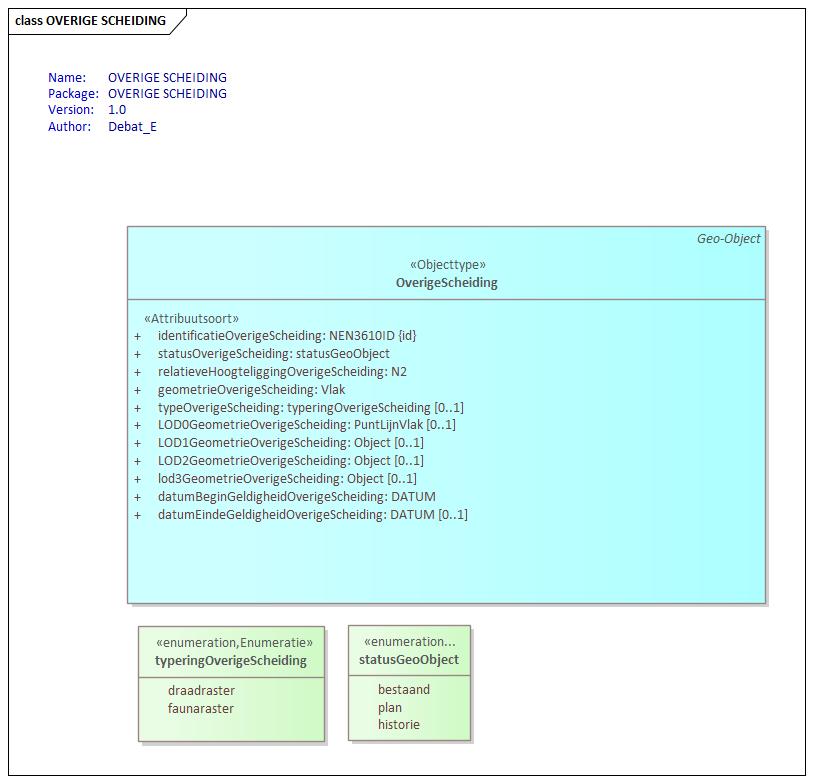 class OVERIGE SCHEIDING
Name: OVERIGE SCHEIDING
Package: OVERIGE SCHEIDING
Version: 1.0
Author: Debat_E
Geo-Object
«Objecttype»
OverigeScheiding
«Attribuutsoort»
+ identificatieOverigeScheiding: NEN3610ID {id}
+ statusOverigeScheiding: statusGeoObject
+ relatieveHoogteliggingOverigeScheiding: N2
+ geometrieOverigeScheiding: Vlak
+ typeOverigeScheiding: typeringOverigeScheiding [0..1]
+ LOD0GeometrieOverigeScheiding: PuntLijnVlak [0..1]
+ LOD1GeometrieOverigeScheiding: Object [0..1]
+ LOD2GeometrieOverigeScheiding: Object [0..1]
+ lod3GeometrieOverigeScheiding: Object [0..1]
+ datumBeginGeldigheidOverigeScheiding: DATUM
+ datumEindeGeldigheidOverigeScheiding: DATUM [0..1]
«enumeration,Enumeratie»
typeringOverigeScheiding
draadraster
faunaraster
«enumeration...
statusGeoObject
bestaand
plan
historie